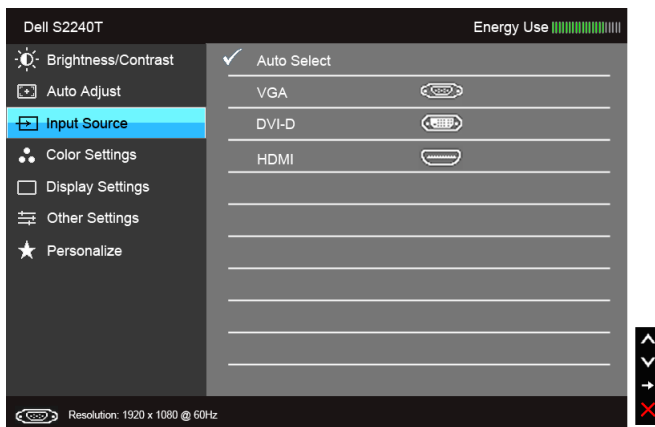 Dell S2240T Energy Use
Brightness/Contrast Auto Select
Auto Adjust VGA
Input Source DVI-D
Color Settings HDMI
Display Settings
Other Settings
Personalize
Resolution: 1920 x 1080 @ 60Hz